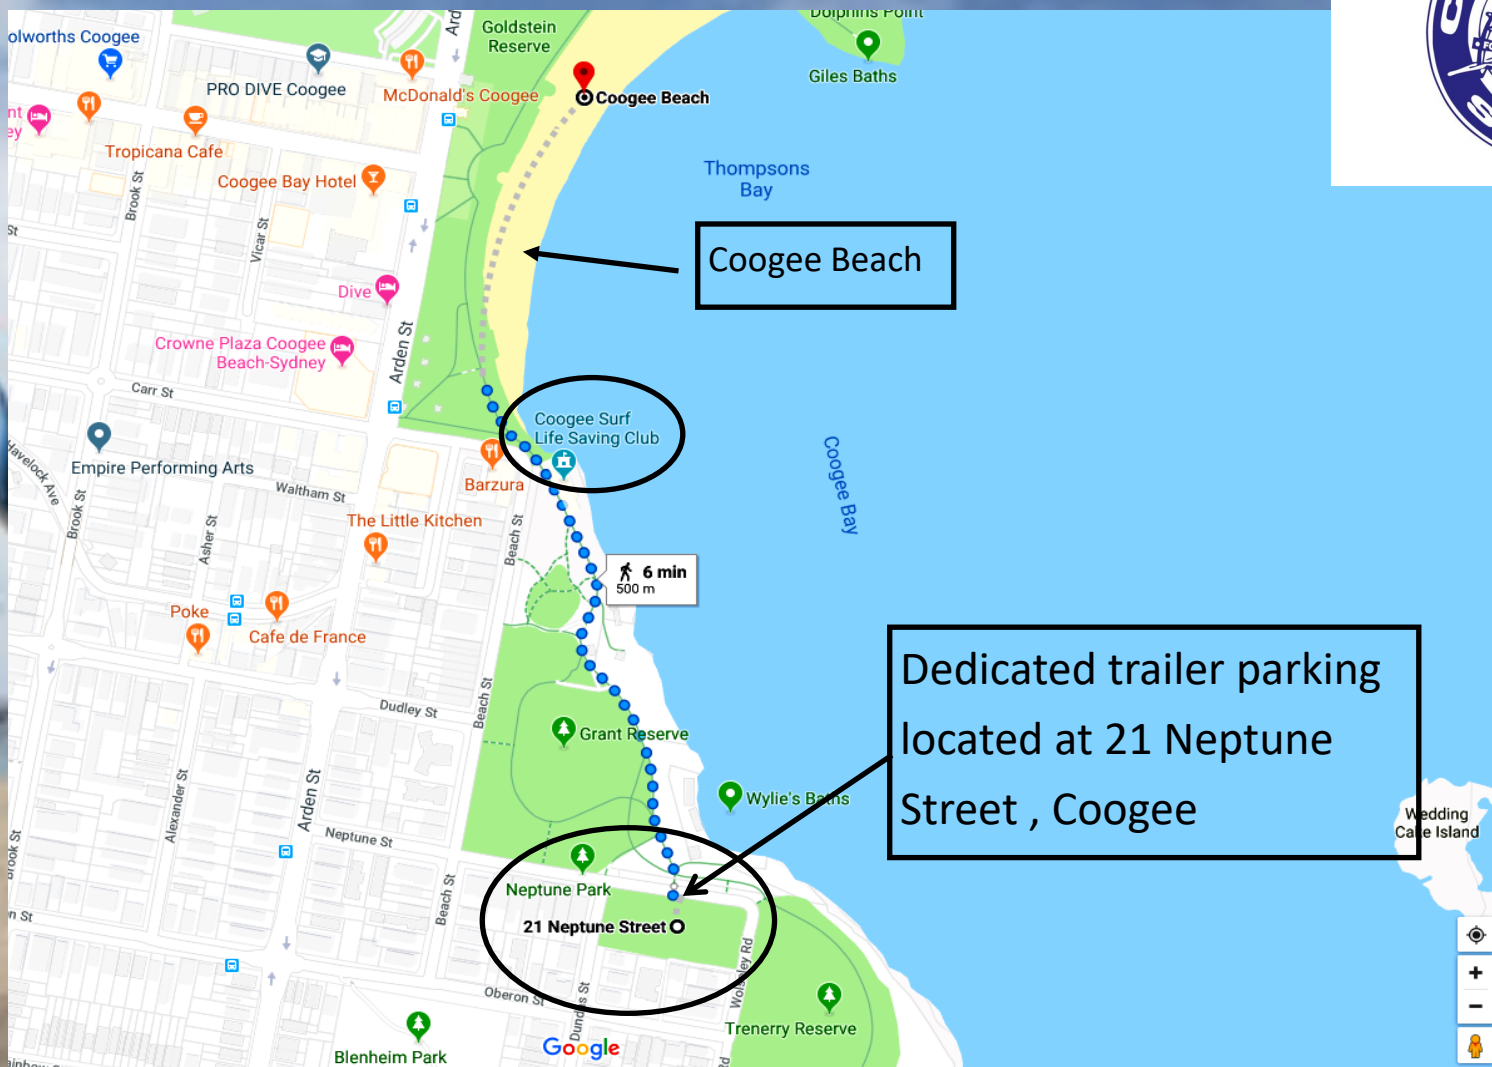 olworths Coogee
PRO DIVE Coogee
McDonald's Coogee
Goldstein
Reserve
Dolphins Point
Giles Baths
Coogee Beach
Tropicana Cafe
Coogee Bay Hotel
Thompsons
Bay
Brook St
Vicar St
Coogee Beach
Dive
Crowne Plaza Coogee
Beach-Sydney
Arden St
Carr St
Coogee Surf
Life Saving Club
Barzura
Empire Performing Arts
Havelock Ave
Waltham St
Brook St
Asher St
The Little Kitchen
Beach St
Coogee Bay
6 min
500 m
Poke
Cafe de France
Dudley St
Beach St
Grant Reserve
Dedicated trailer parking
located at 21 Neptune
Street , Coogee
Wylie's Baths
Wedding
Cake Island
Alexander St
Arden St
Neptune St
Brook St
Beach St
Neptune Park
21 Neptune Street
Wolseley Rd
Oberon St
Dundas St
Trenerry Reserve
Blenheim Park
Google